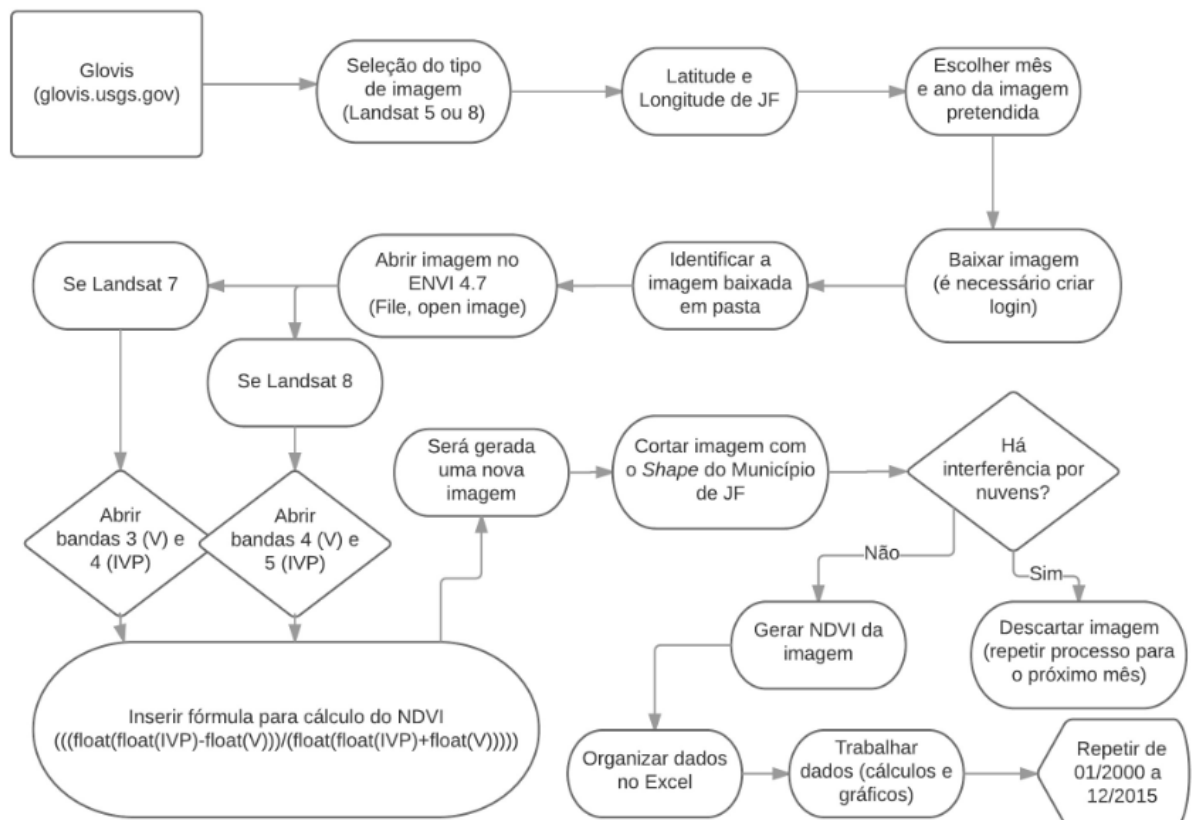 Glovis
(glovis.usgs.gov)
Seleção do tipo
de imagem
(Landsat 5 ou 8)
Latitude e
Longitude de JF
Escolher mês
e ano da imagem
pretendida
Baixar imagem
(é necessário criar
login)
Identificar a
imagem baixada
em pasta
Abrir imagem no
ENVI 4.7
(File, open image)
Se Landsat 7
Se Landsat 8
Abrir
bandas 3 (V) e
4 (IVP)
Abrir
bandas 4 (V) e
5 (IVP)
Inserir fórmula para cálculo do NDVI
(((float(float(IVP)-float(V)))/(float(float(IVP)+float(V)))))
Será gerada
uma nova
imagem
Cortar imagem com
o Shape do Município
de JF
Há
interferência por
nuvens?
Não
Sim
Gerar NDVI da
imagem
Descartar imagem
(repetir processo para
o próximo mês)
Organizar dados
no Excel
Trabalhar
dados (cálculos e
gráficos)
Repetir de
01/2000 a
12/2015